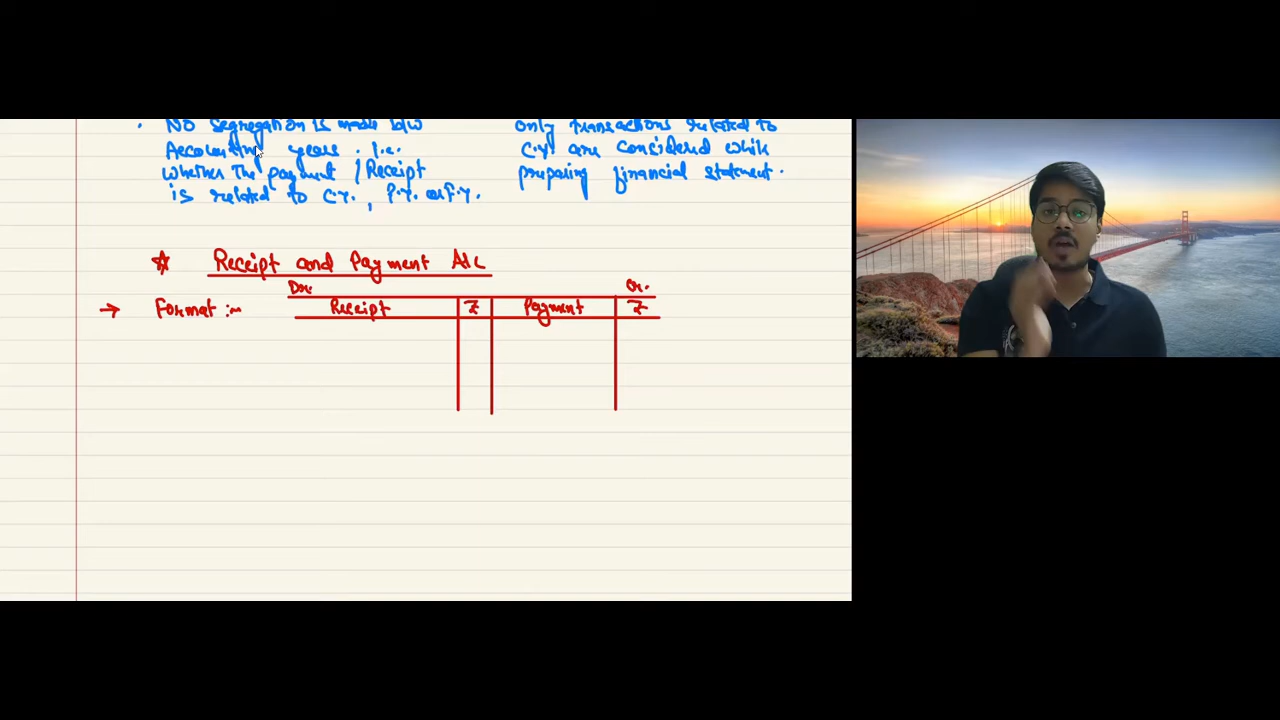 . No segregation is made b/w
Accounting years. i.e.
whether the payment / Receipt
is related to C.Y., P.Y. or F.Y.
only transactions related to
C.Y. are considered while
preparing financial statement.
Receipt and Payment A/c
→ Format :~
Dr. Cr.
Receipt ₹ Payment ₹